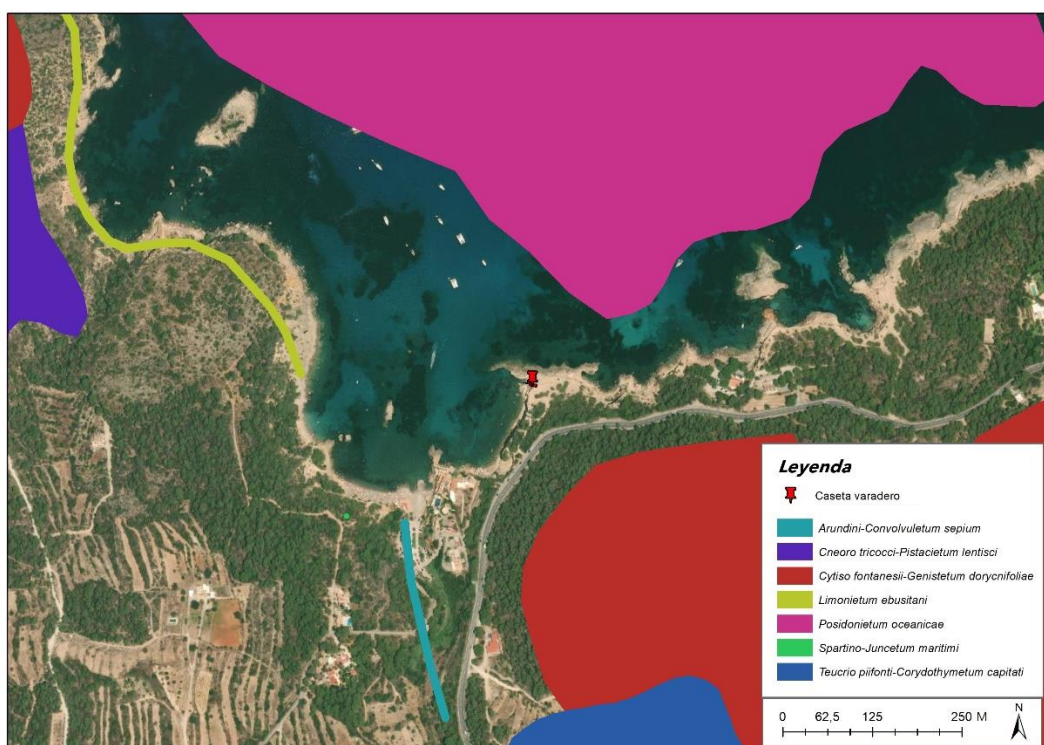 Leyenda
Caseta varadero
Arundini-Convolvuletum sepium
Cneoro tricocci-Pistacietum lentisci
Cytiso fontanesii-Genistetum dorycnifoliae
Limonietum ebusitani
Posidonietum oceanicae
Spartino-Juncetum maritimi
Teucrio piifonti-Corydothymetum capitati
0 62,5 125 250 M
N